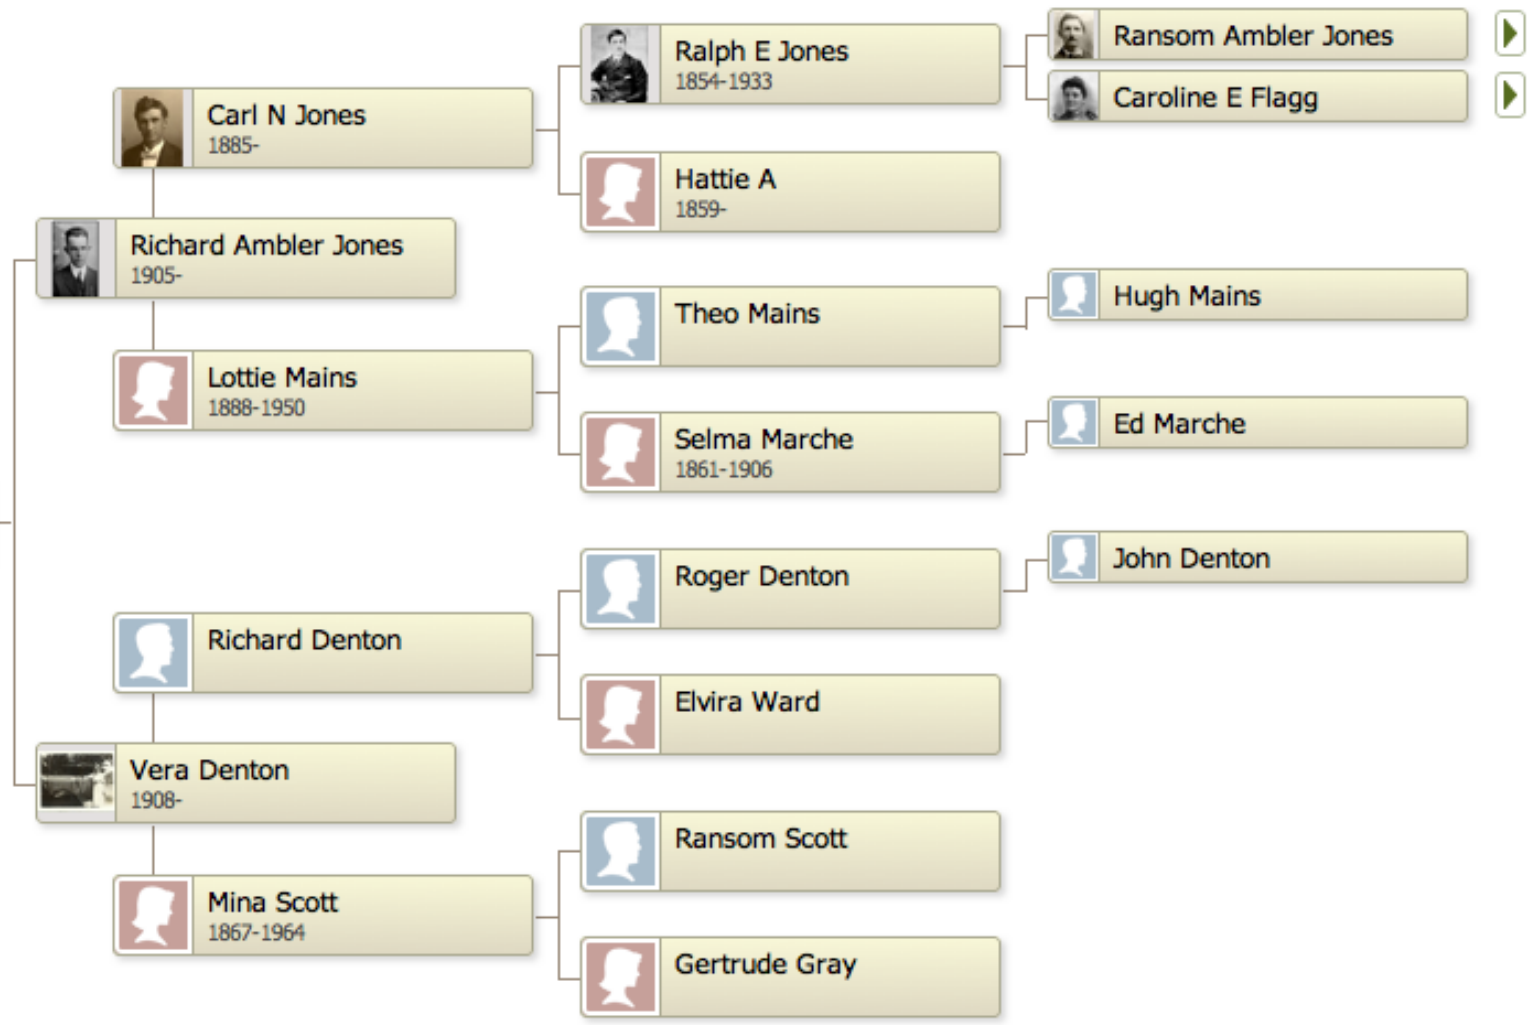 Ralph E Jones
1854-1933
Ransom Ambler Jones
Caroline E Flagg
Carl N Jones
1885-
Hattie A
1859-
Richard Ambler Jones
1905-
Theo Mains
Hugh Mains
Lottie Mains
1888-1950
Selma Marche
1861-1906
Ed Marche
Roger Denton
John Denton
Richard Denton
Elvira Ward
Vera Denton
1908-
Ransom Scott
Mina Scott
1867-1964
Gertrude Gray